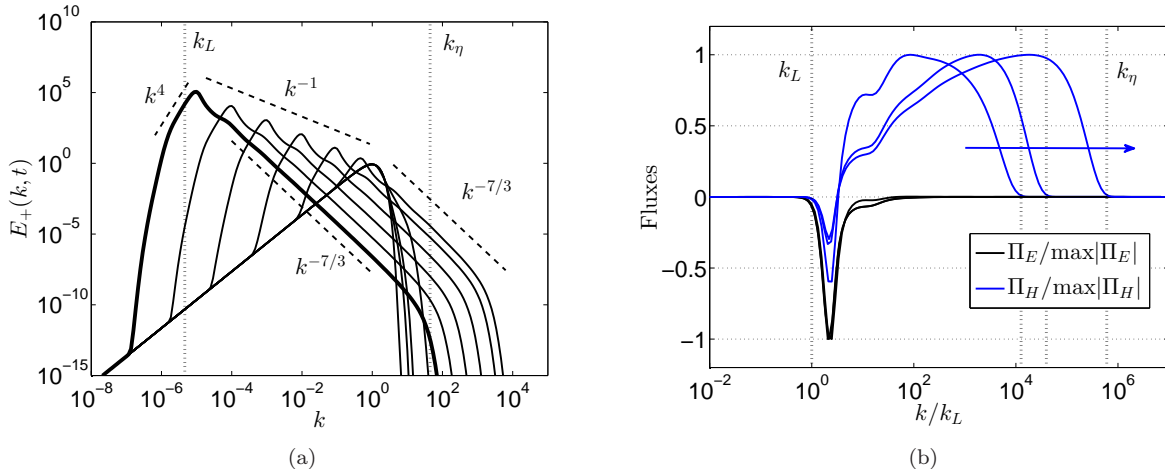 10^{10}
10^{5}
10^{0}
10^{-5}
10^{-10}
10^{-15}
E_+(k, t)
k_L
k_η
k^4
k^{-1}
k^{-7/3}
k^{-7/3}
10^{-8} 10^{-6} 10^{-4} 10^{-2} 10^{0} 10^{2} 10^{4}
k
(a)
1
0.5
0
−0.5
−1
Fluxes
k_L
k_η
Π_E/max|Π_E|
Π_H/max|Π_H|
10^{-2} 10^{0} 10^{2} 10^{4} 10^{6}
k/k_L
(b)